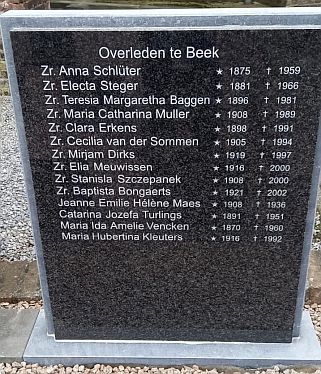 Overleden te Beek
Zr. Anna Schlüter ★ 1875 † 1959
Zr. Electa Steger ★ 1881 † 1966
Zr. Teresia Margaretha Baggen ★ 1896 † 1981
Zr. Maria Catharina Muller ★ 1908 † 1989
Zr. Clara Erkens ★ 1898 † 1991
Zr. Cecilia van der Sommen ★ 1905 † 1994
Zr. Mirjam Dirks ★ 1919 † 1997
Zr. Elia Meuwissen ★ 1916 † 2000
Zr. Stanisla Szczepanek ★ 1908 † 2000
Zr. Baptista Bongaerts ★ 1921 † 2002
Jeanne Emilie Hélène Maes ★ 1908 † 1936
Catarina Jozefa Turlings ★ 1891 † 1951
Maria Ida Amelie Vencken ★ 1870 † 1960
Maria Hubertina Kleuters ★ 1916 † 1992